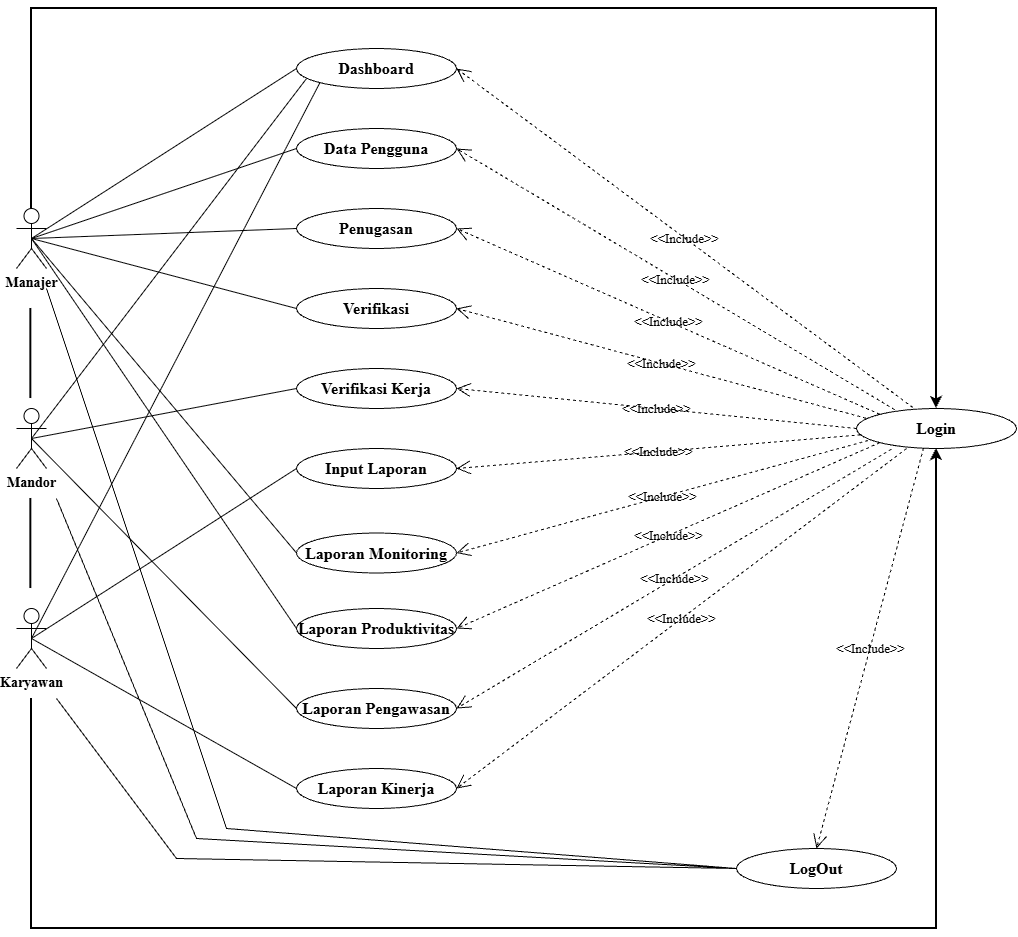 Dashboard
Data Pengguna
Penugasan
<<Include>>
<<Include>>
Manajer
Verifikasi
<<Include>>
<<Include>>
Verifikasi Kerja
<<Include>>
Login
Input Laporan
<<Include>>
Mandor
<<Include>>
<<Include>>
Laporan Monitoring
<<Include>>
<<Include>>
Laporan Produktivitas
<<Include>>
Karyawan
Laporan Pengawasan
Laporan Kinerja
LogOut